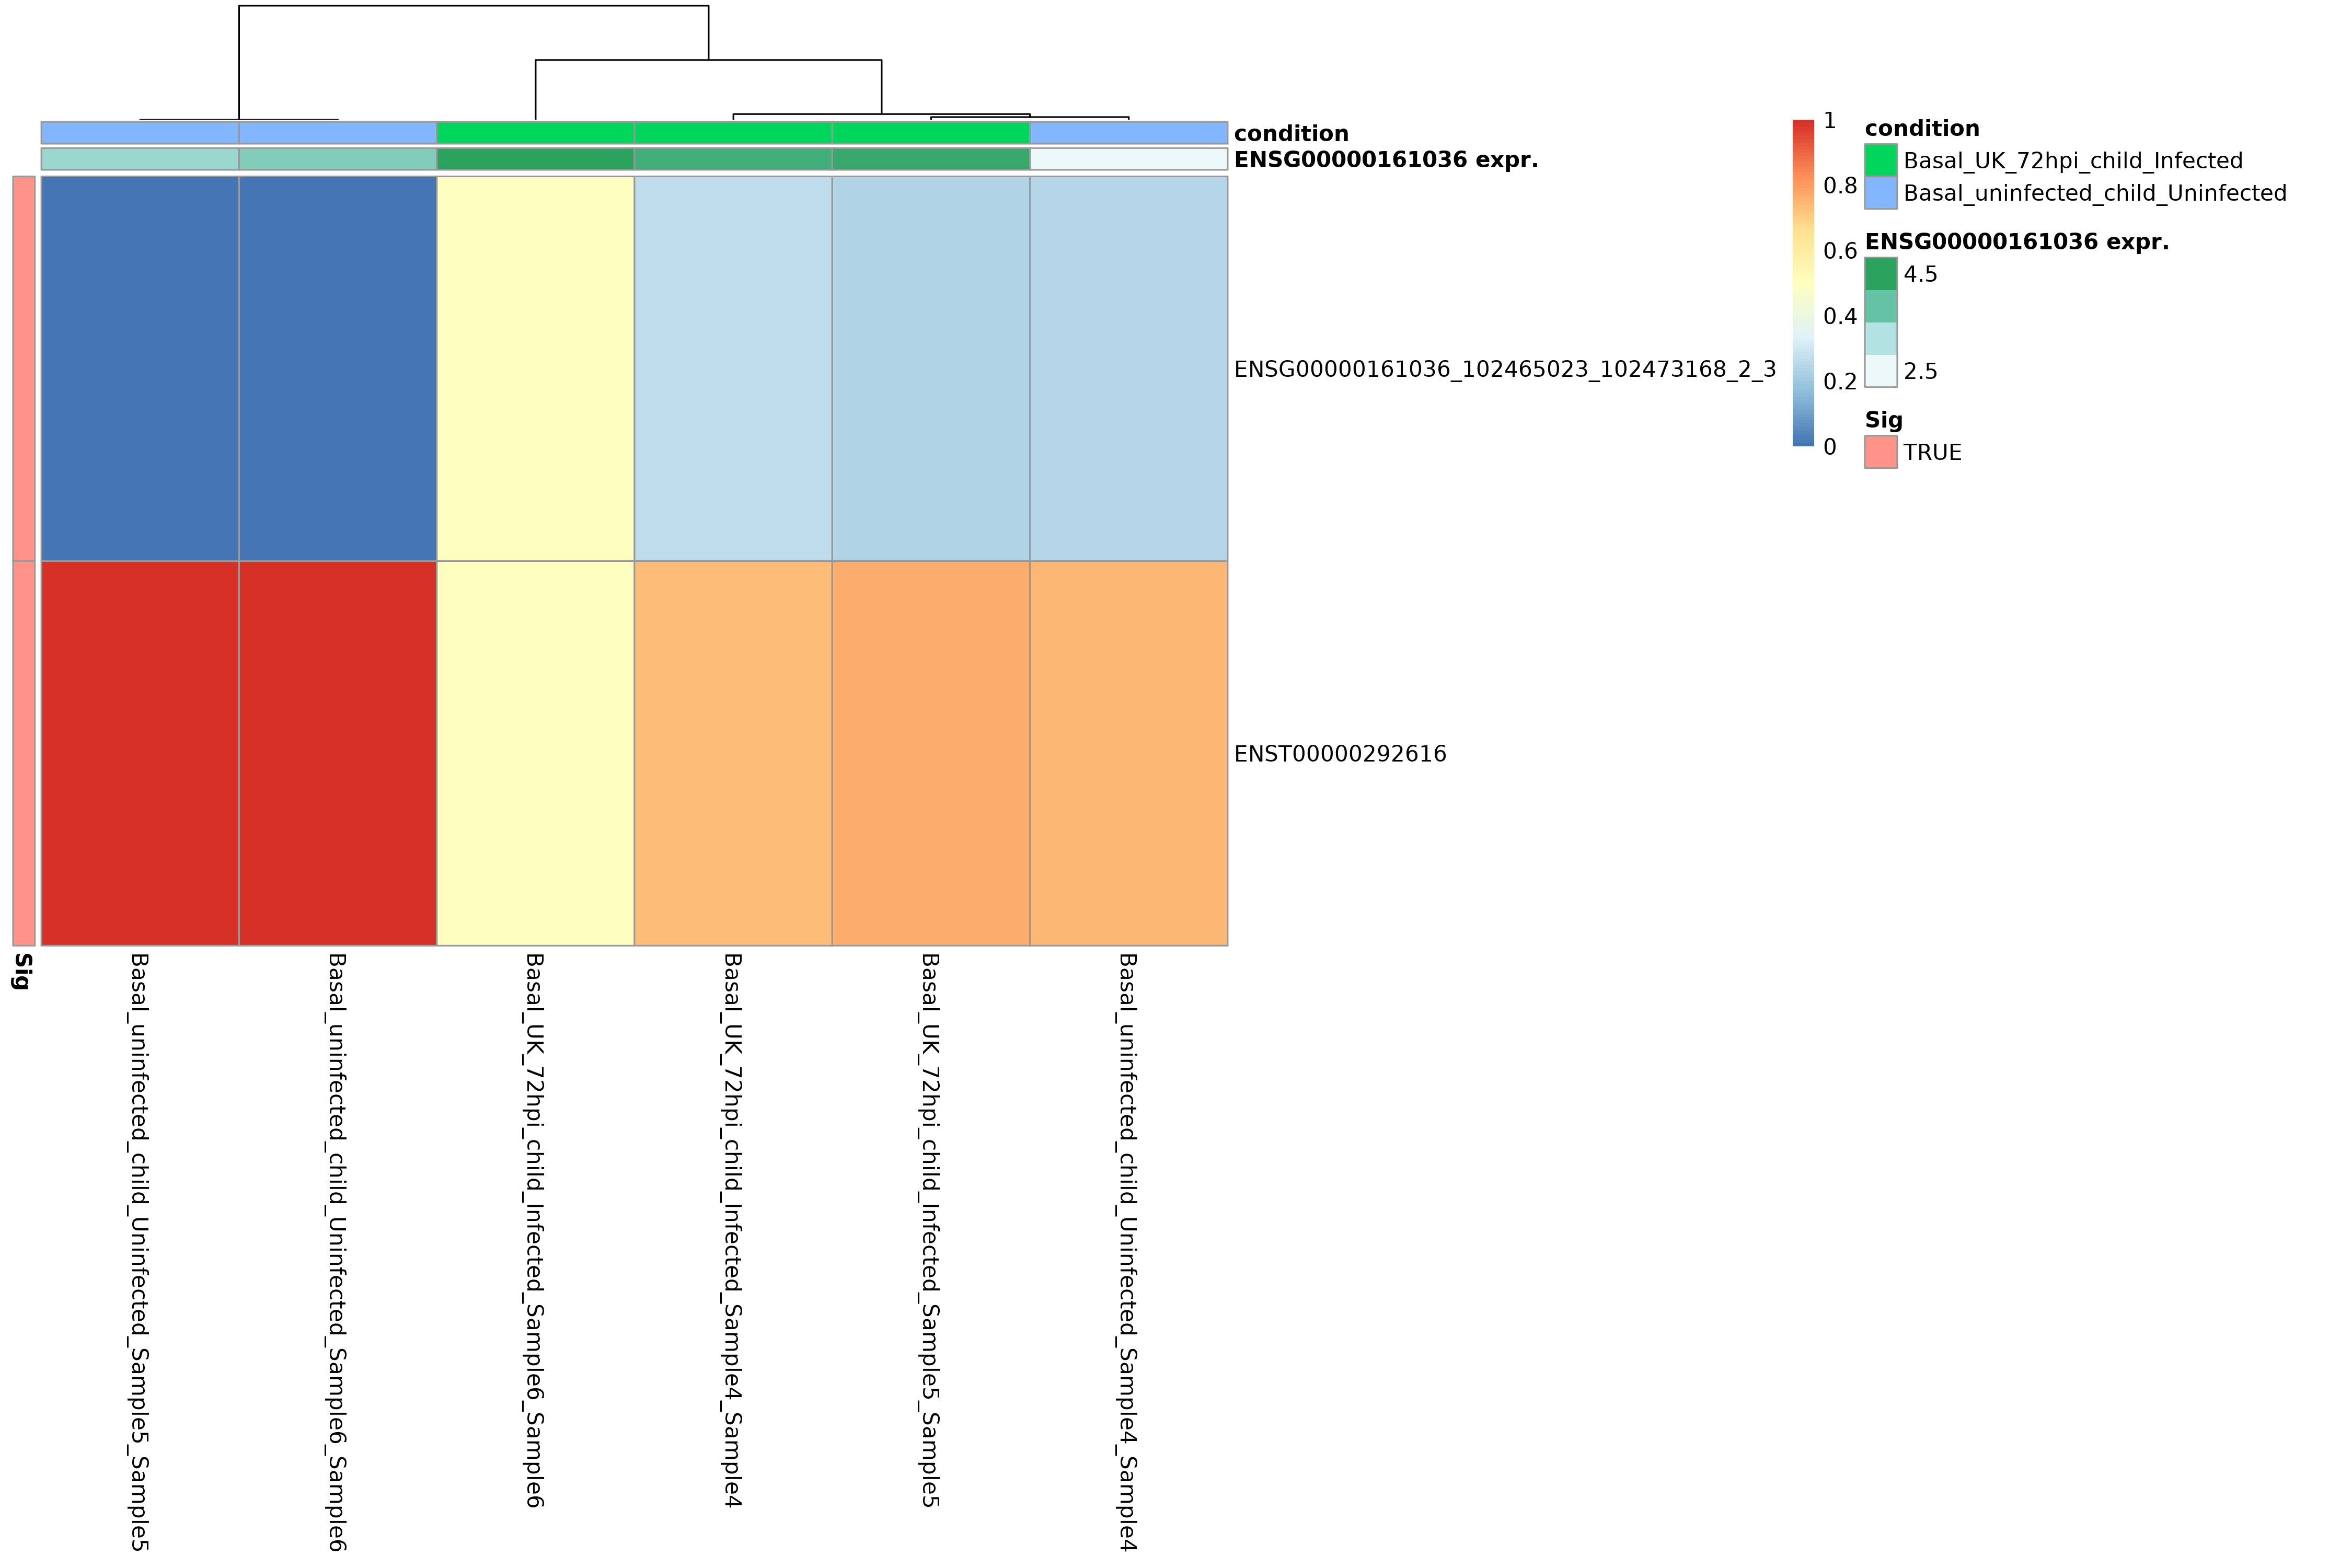 condition
ENSG00000161036 expr.
ENSG00000161036_102465023_102473168_2_3
ENST00000292616
1
0.8
0.6
0.4
0.2
0
condition
Basal_UK_72hpi_child_Infected
Basal_uninfected_child_Uninfected
ENSG00000161036 expr.
4.5
2.5
Sig
TRUE
Sig
Basal_uninfected_child_Uninfected_Sample5_Sample5
Basal_uninfected_child_Uninfected_Sample6_Sample6
Basal_UK_72hpi_child_Infected_Sample6_Sample6
Basal_UK_72hpi_child_Infected_Sample4_Sample4
Basal_UK_72hpi_child_Infected_Sample5_Sample5
Basal_uninfected_child_Uninfected_Sample4_Sample4